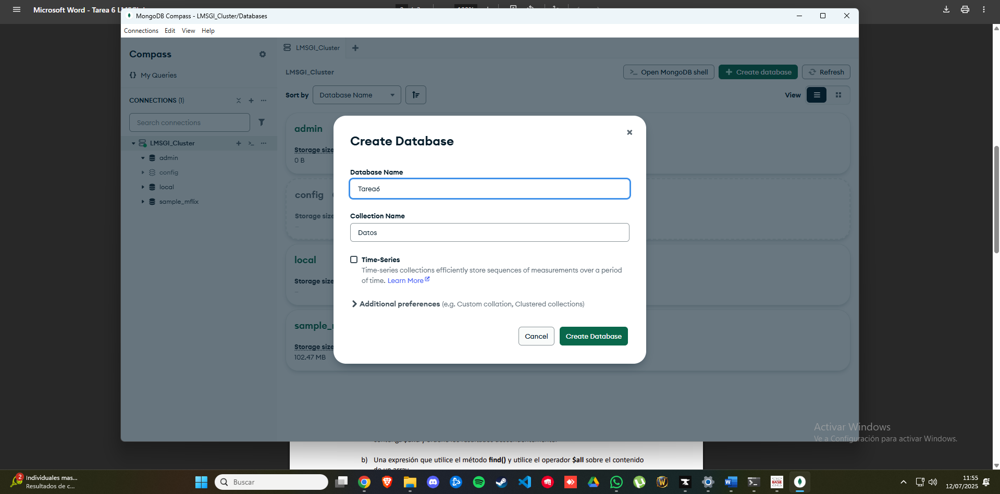 Microsoft Word - Tarea 6 LMSGI
MongoDB Compass - LMSGI_Cluster/Databases
Connections Edit View Help
Compass
My Queries
CONNECTIONS (1)
Search connections
LMSGI_Cluster
admin
config
local
sample_mflix
LMSGI_Cluster
LMSGI_Cluster
>_ Open MongoDB shell
+ Create database
Refresh
Sort by
Database Name
View
admin
Storage size
0 B
config
Storage size
local
Storage size
Storage size
102.47 MB
Create Database
Database Name
Tarea6
Collection Name
Datos
Time-Series
Time-series collections efficiently store sequences of measurements over a period
of time. Learn More
Additional preferences (e.g. Custom collation, Clustered collections)
Cancel
Create Database
Activar Windows
Ve a Configuración para activar Windows.
b) Una expresión que utilice el método find() y utilice el operador $all sobre el contenido
de un array
2
Individuales mas...
Resultados de c...
Buscar
W
BASE
11:55
12/07/2025